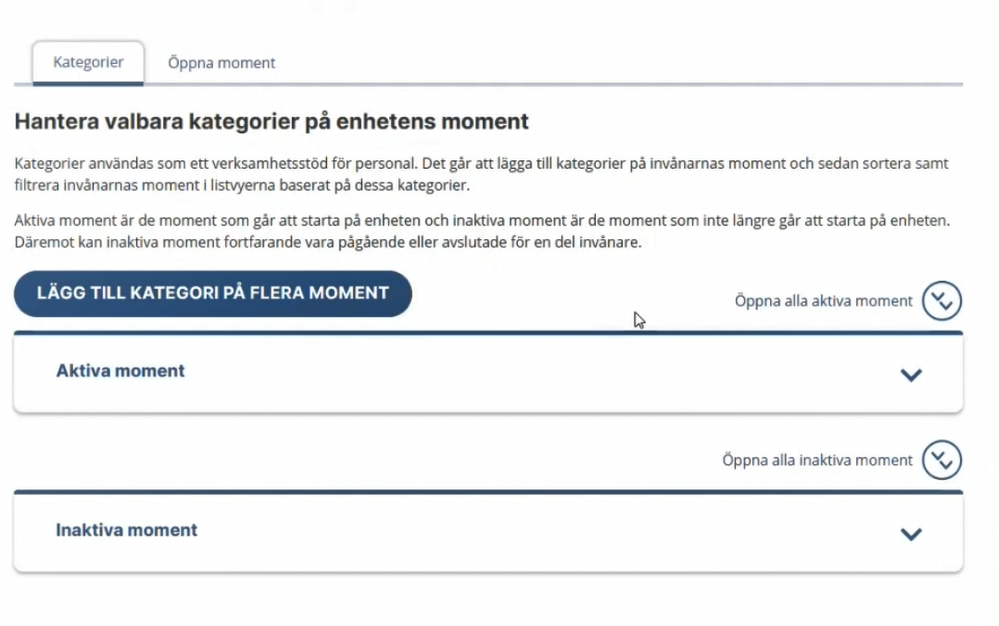 Kategorier
Öppna moment
Hantera valbara kategorier på enhetens moment
Kategorier användas som ett verksamhetsstöd för personal. Det går att lägga till kategorier på invånarnas moment och sedan sortera samt
filtrera invånarnas moment i listvyerna baserat på dessa kategorier.
Aktiva moment är de moment som går att starta på enheten och inaktiva moment är de moment som inte längre går att starta på enheten.
Däremot kan inaktiva moment fortfarande vara pågående eller avslutade för en del invånare.
LÄGG TILL KATEGORI PÅ FLERA MOMENT
Öppna alla aktiva moment
Aktiva moment
Öppna alla inaktiva moment
Inaktiva moment